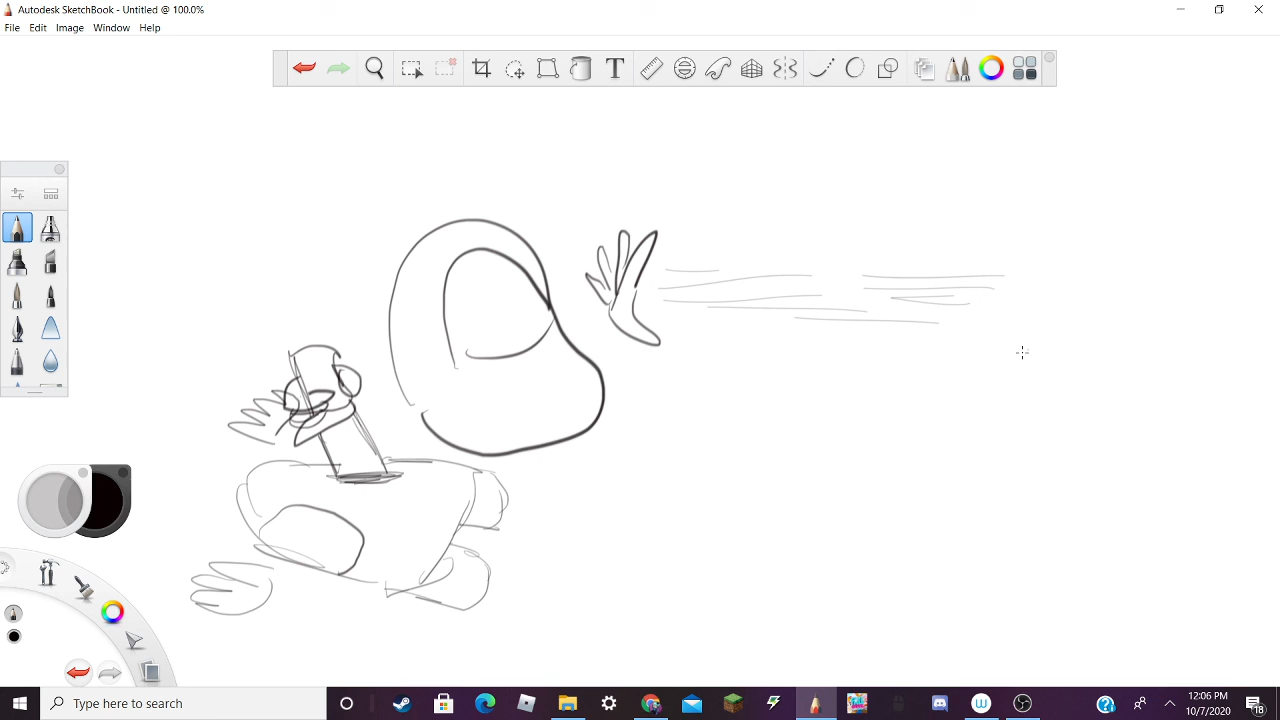 Autodesk SketchBook - Untitled @ 100.0%
File Edit Image Window Help
T
Type here to search
12:06 PM
10/7/2020
18